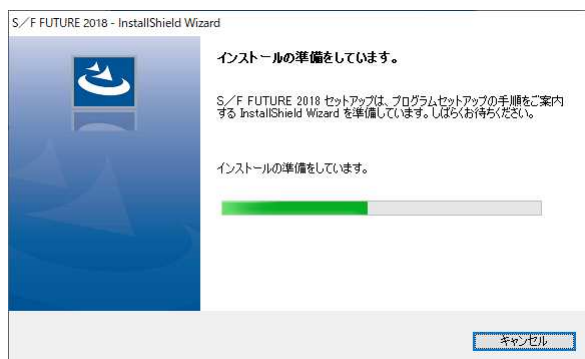 S／F FUTURE 2018 - InstallShield Wizard
インストールの準備をしています。
S／F FUTURE 2018 セットアップは、プログラムセットアップの手順をご案内
する InstallShield Wizard を準備しています。しばらくお待ちください。
インストールの準備をしています。
キャンセル